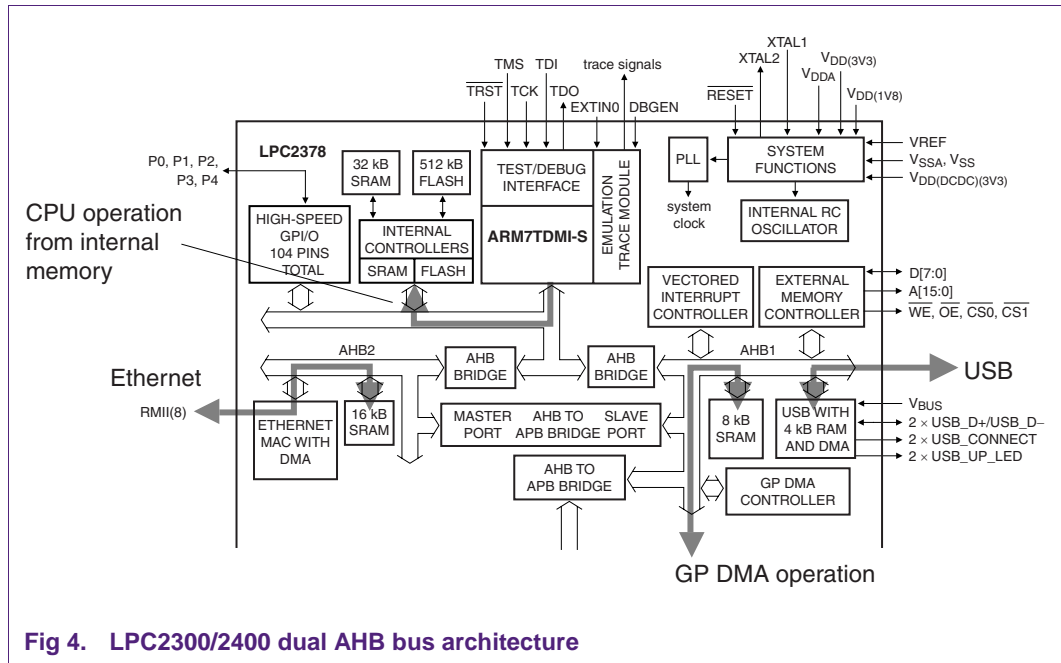 XTAL1
XTAL2
VDD(3V3)
TMS
TDI
trace signals
VDDA
TRST
TCK
TDO
EXTIN0
DBGEN
RESET
VDD(1V8)
LPC2378
P0, P1, P2,
P3, P4
32 kB
SRAM
512 kB
FLASH
TEST/DEBUG
INTERFACE
EMULATION
TRACE MODULE
PLL
SYSTEM
FUNCTIONS
VREF
VSSA, VSS
VDD(DCDC)(3V3)
system
clock
CPU operation
from internal
memory
HIGH-SPEED
GPI/O
104 PINS
TOTAL
INTERNAL
CONTROLLERS
SRAM
FLASH
ARM7TDMI-S
INTERNAL RC
OSCILLATOR
VECTORED
INTERRUPT
CONTROLLER
EXTERNAL
MEMORY
CONTROLLER
D[7:0]
A[15:0]
WE, OE, CS0, CS1
AHB2
AHB
BRIDGE
AHB
BRIDGE
AHB1
Ethernet
USB
RMII(8)
ETHERNET
MAC WITH
DMA
16 kB
SRAM
MASTER
PORT
AHB TO
APB BRIDGE
SLAVE
PORT
8 kB
SRAM
USB WITH
4 kB RAM
AND DMA
VBUS
2 × USB_D+/USB_D−
2 × USB_CONNECT
2 × USB_UP_LED
AHB TO
APB BRIDGE
GP DMA
CONTROLLER
GP DMA operation
Fig 4. LPC2300/2400 dual AHB bus architecture